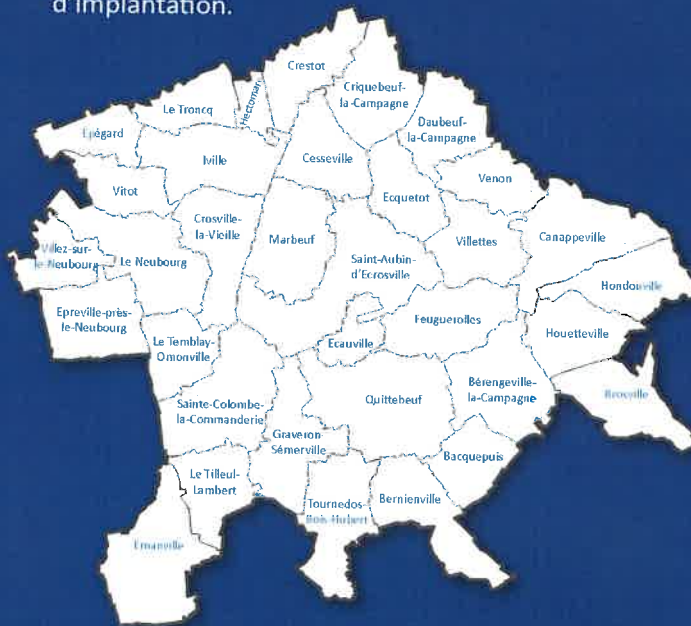 d'implantation.
Crestot
Criquebeuf-
la-Campagne
Le Troncq
Hectomare
Daubeuf-
la-Campagne
Épégard
Iville
Cesseville
Venon
Vitot
Ecquetot
Crosville-
la-Vieille
Marbeuf
Villettes
Canappeville
Villez-sur-
le-Neubourg
Le Neubourg
Saint-Aubin-
d'Ecrosville
Hondouville
Epreville-près-
le-Neubourg
Feuguerolles
Houetteville
Le Temblay-
Omonville
Ecauville
Sainte-Colombe-
la-Commanderie
Quittebeuf
Bérengeville-
la-Campagne
Brosville
Graveron-
Sémerville
Bacquepuis
Le Tilleul-
Lambert
Tournedos-
Bois-Hubert
Bernienville
Emanville